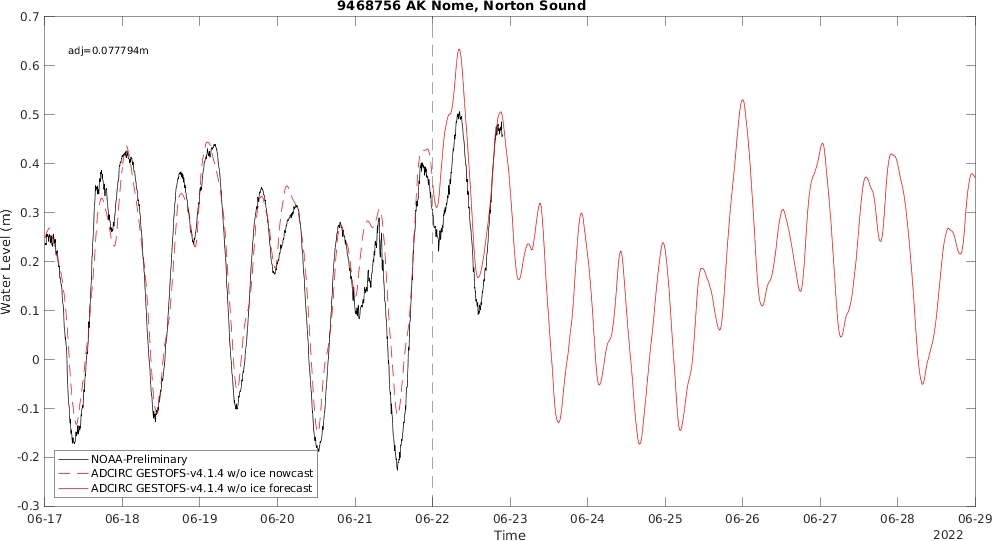 9468756 AK Nome, Norton Sound
adj=0.077794m
0.7
0.6
0.5
0.4
0.3
0.2
0.1
0
-0.1
-0.2
-0.3
Water Level (m)
NOAA-Preliminary
ADCIRC GESTOFS-v4.1.4 w/o ice nowcast
ADCIRC GESTOFS-v4.1.4 w/o ice forecast
06-17 06-18 06-19 06-20 06-21 06-22 06-23 06-24 06-25 06-26 06-27 06-28 06-29
Time
2022